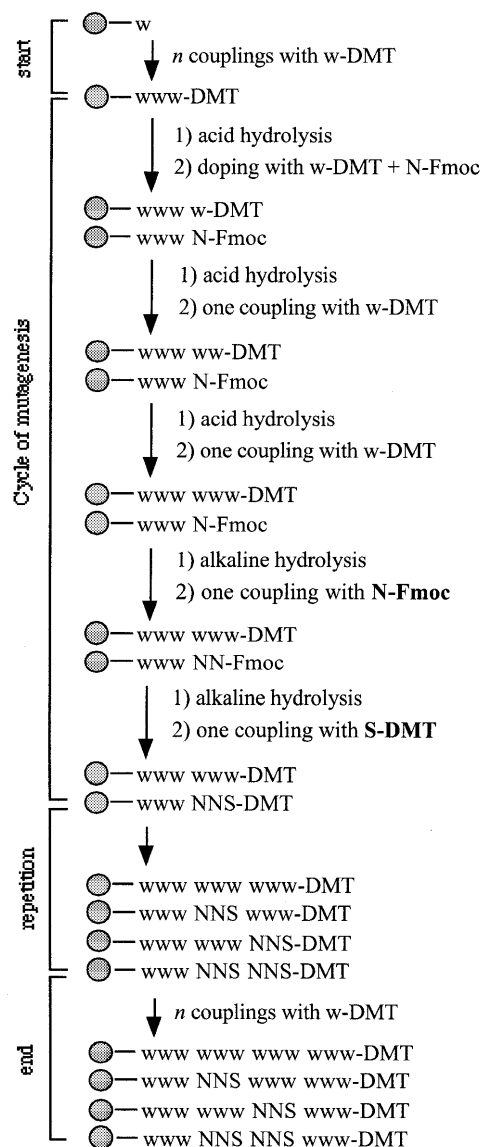 start
w
n couplings with w-DMT
www-DMT
Cycle of mutagenesis
1) acid hydrolysis
2) doping with w-DMT + N-Fmoc
www w-DMT
www N-Fmoc
1) acid hydrolysis
2) one coupling with w-DMT
www ww-DMT
www N-Fmoc
1) acid hydrolysis
2) one coupling with w-DMT
www www-DMT
www N-Fmoc
1) alkaline hydrolysis
2) one coupling with N-Fmoc
www www-DMT
www NN-Fmoc
1) alkaline hydrolysis
2) one coupling with S-DMT
www www-DMT
www NNS-DMT
repetition
www www www-DMT
www NNS www-DMT
www www NNS-DMT
www NNS NNS-DMT
end
n couplings with w-DMT
www www www www-DMT
www NNS www www-DMT
www www NNS www-DMT
www NNS NNS www-DMT